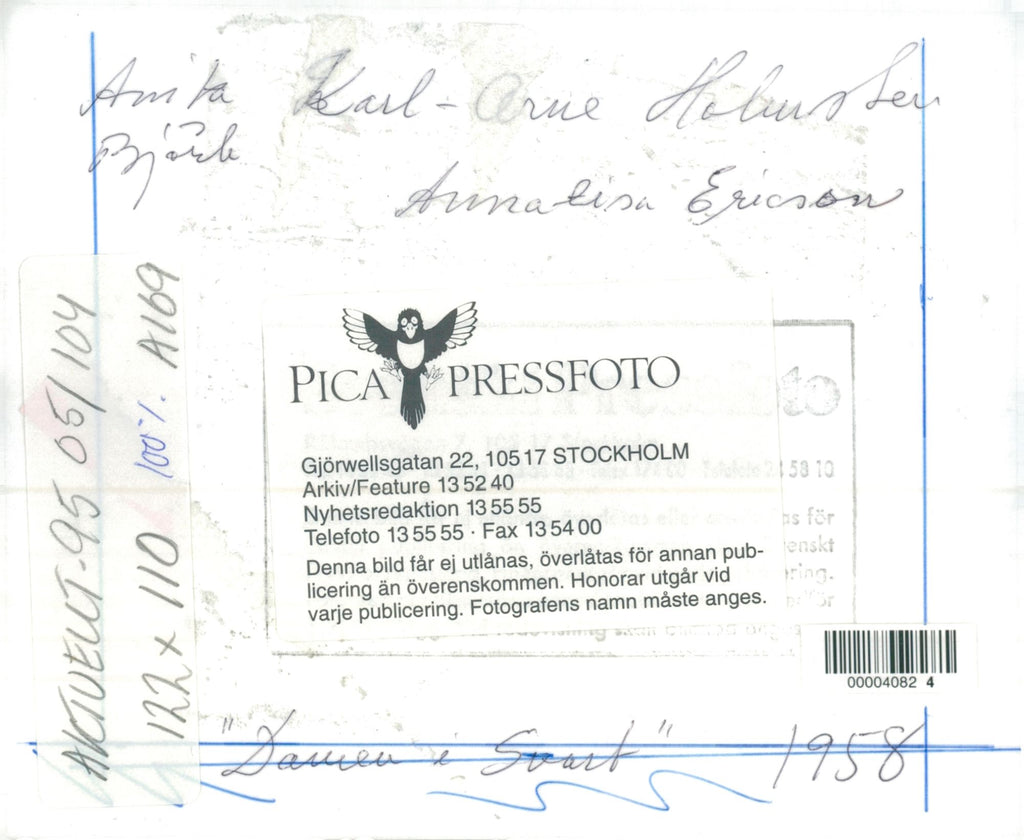 Anita Karl-Arne Holmsten
Björk
Annalisa Ericson
AKTUELLT-95 05/104
122 x 110 100%. A169
PICA PRESSFOTO
Gjörwellsgatan 22, 105 17 STOCKHOLM
Arkiv/Feature 13 52 40
Nyhetsredaktion 13 55 55
Telefoto 13 55 55 · Fax 13 54 00
Denna bild får ej utlånas, överlåtas för annan pub-
licering än överenskommen. Honorar utgår vid
varje publicering. Fotografens namn måste anges.
58 10
00004082 4
"Damen i Svart" 1958